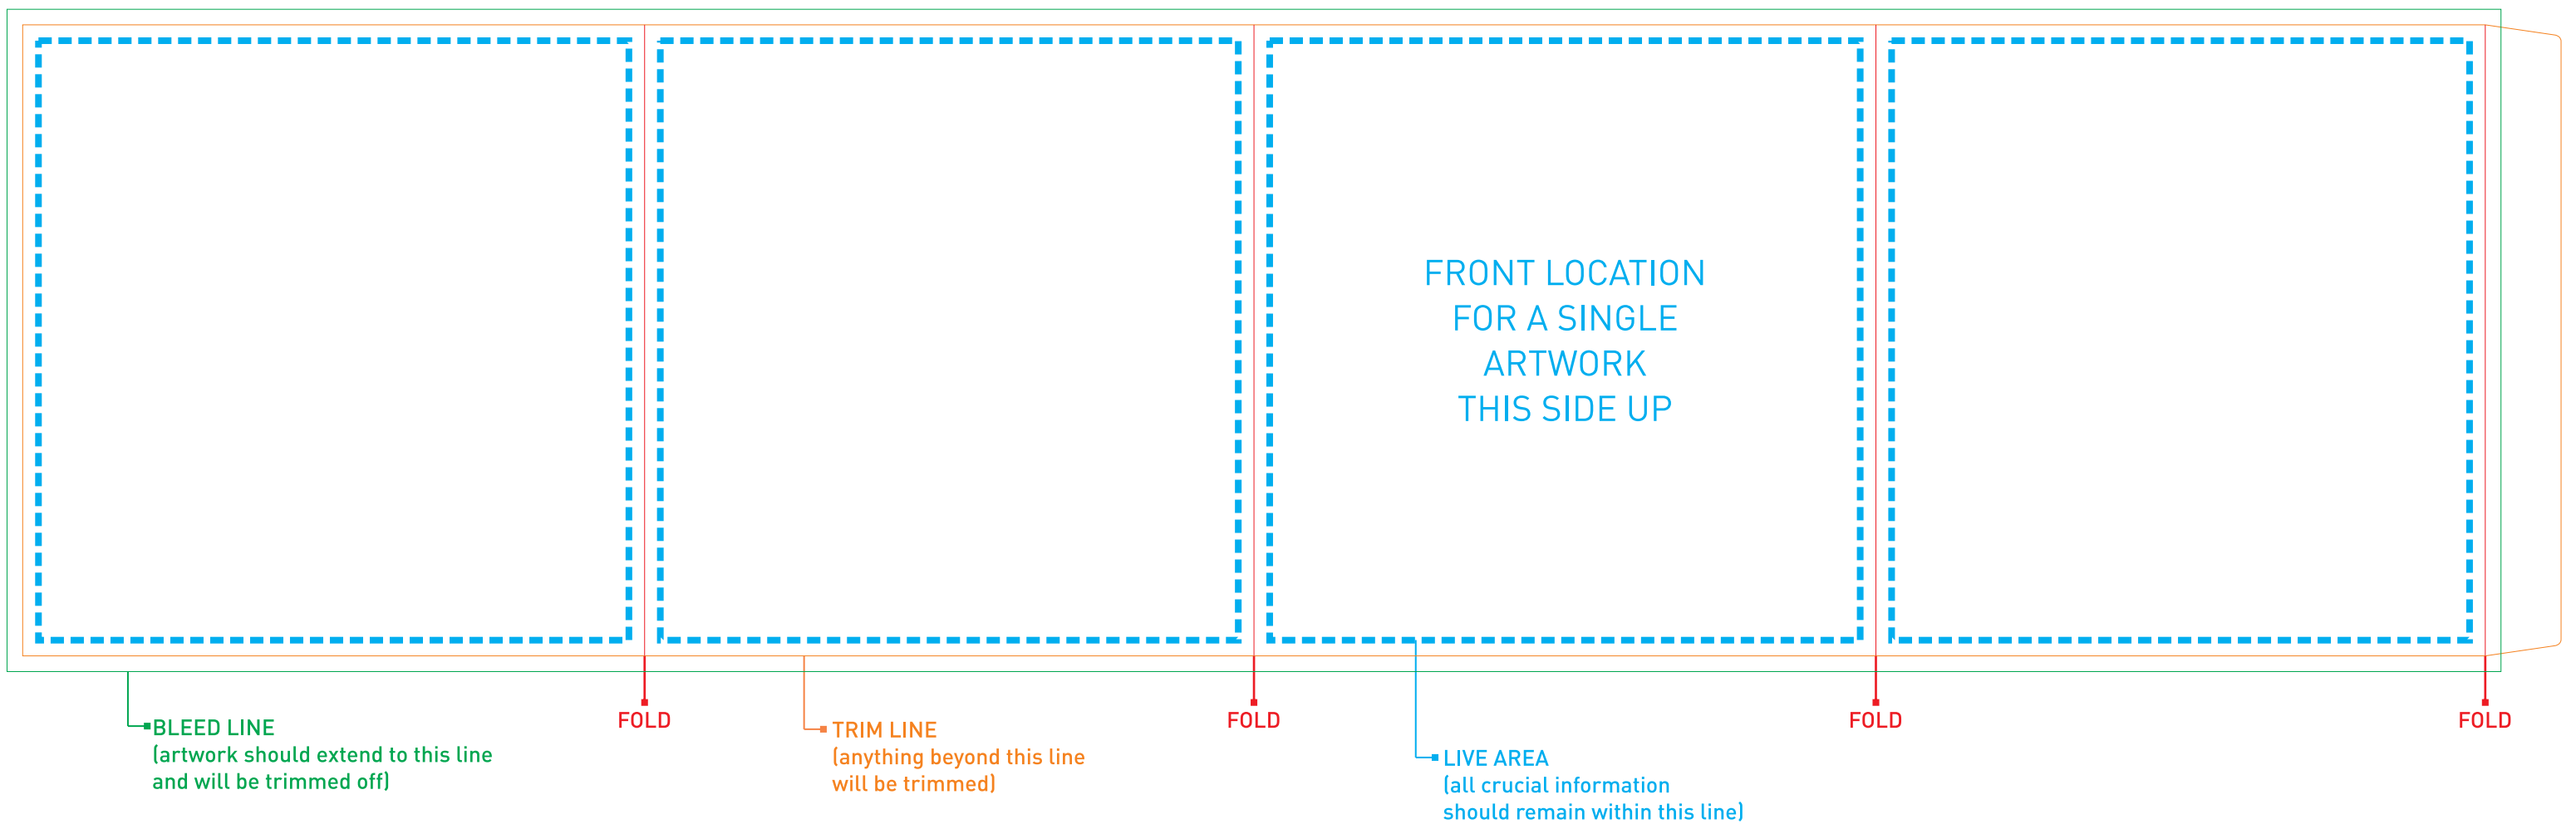 FRONT LOCATION
FOR A SINGLE
ARTWORK
THIS SIDE UP
BLEED LINE
(artwork should extend to this line
and will be trimmed off)
FOLD
TRIM LINE
(anything beyond this line
will be trimmed)
FOLD
LIVE AREA
(all crucial information
should remain within this line)
FOLD
FOLD